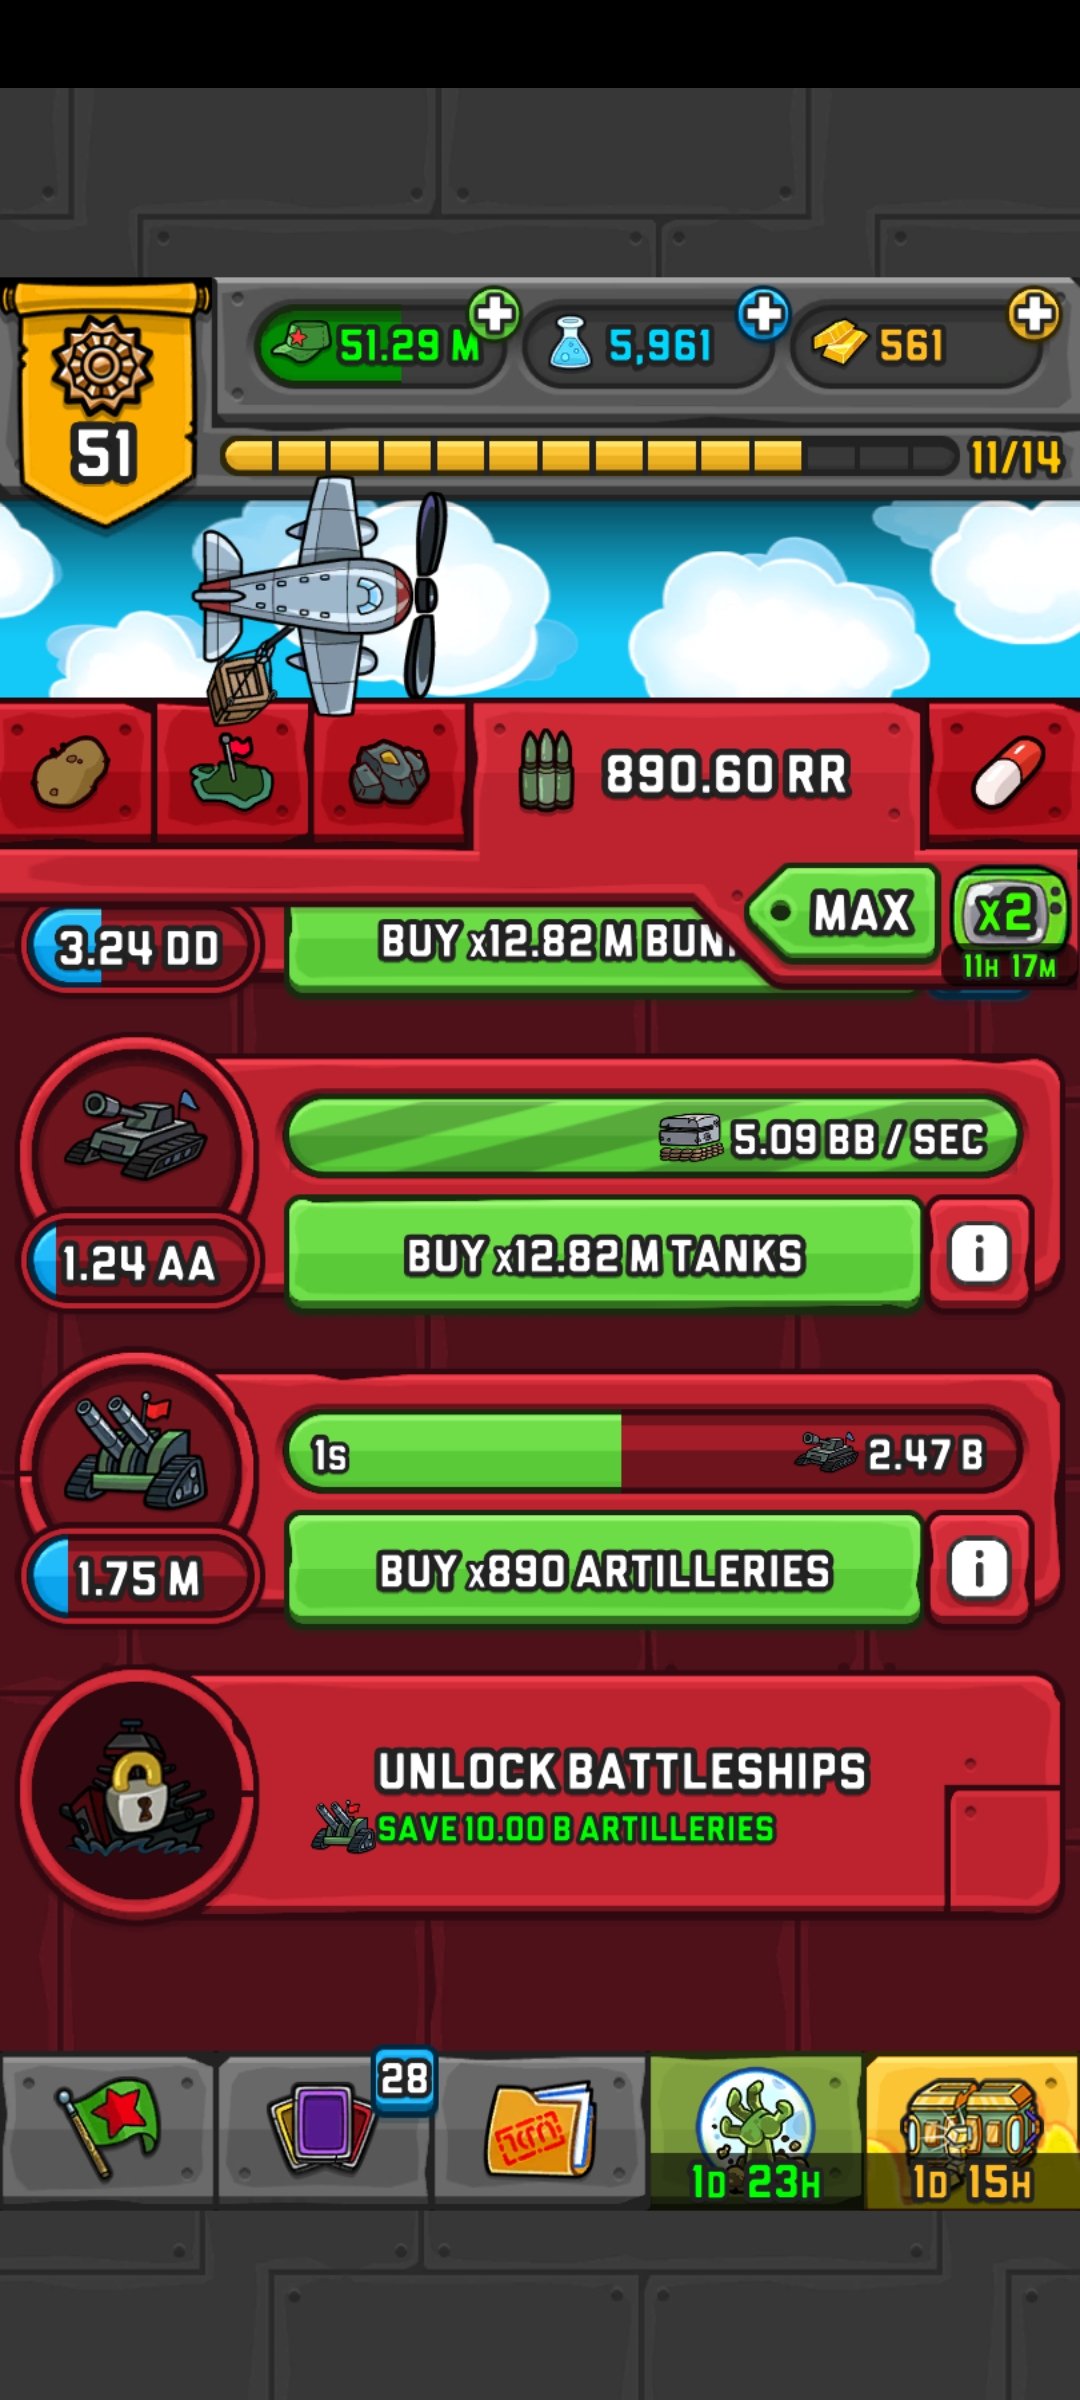 51.29 M
5,961
561
51
11/14
890.60 RR
MAX
x2
11H 17M
3.24 DD
BUY x12.82 M BUN
5.09 BB / SEC
1.24 AA
BUY x12.82 M TANKS
i
1s
2.47 B
1.75 M
BUY x890 ARTILLERIES
i
UNLOCK BATTLESHIPS
SAVE 10.00 B ARTILLERIES
28
1D 23H
1D 15H